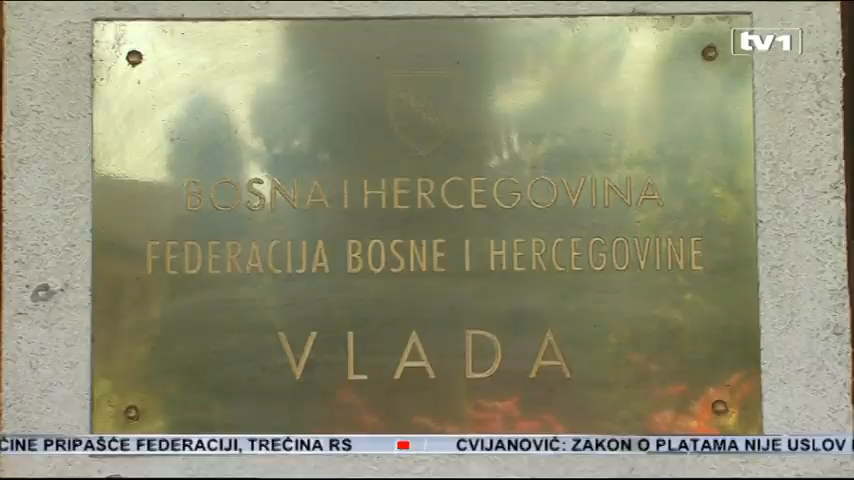 tv1
BOSNA I HERCEGOVINA
FEDERACIJA BOSNE I HERCEGOVINE
VLADA
ČINE PRIPAŠĆE FEDERACIJI, TREĆINA RS CVIJANOVIĆ: ZAKON O PLATAMA NIJE USLOV